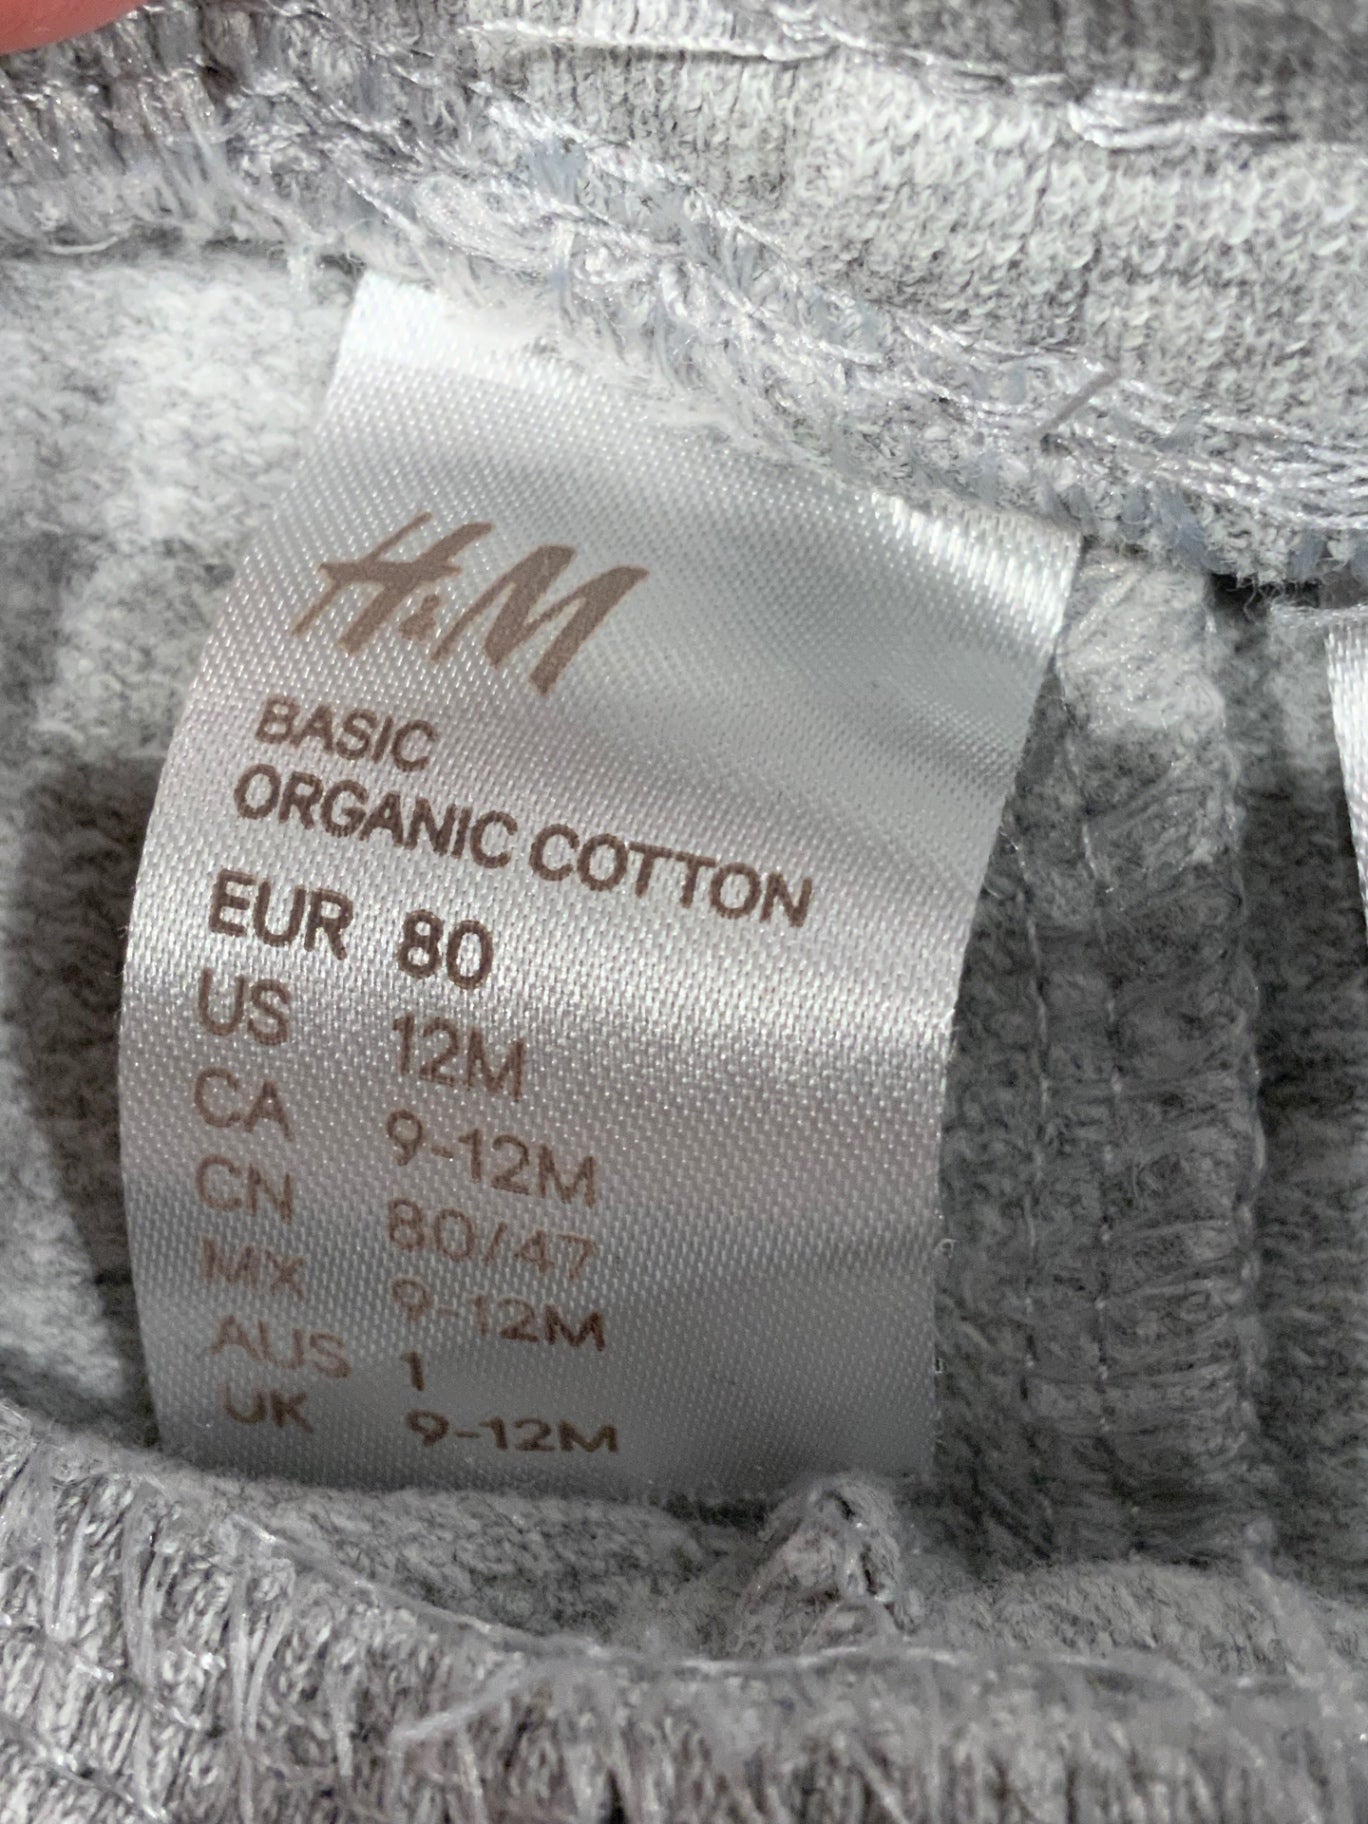 H&M
BASIC
ORGANIC COTTON
EUR 80
US 12M
CA 9-12M
CN 80/47
MX 9-12M
AUS 1
UK 9-12M